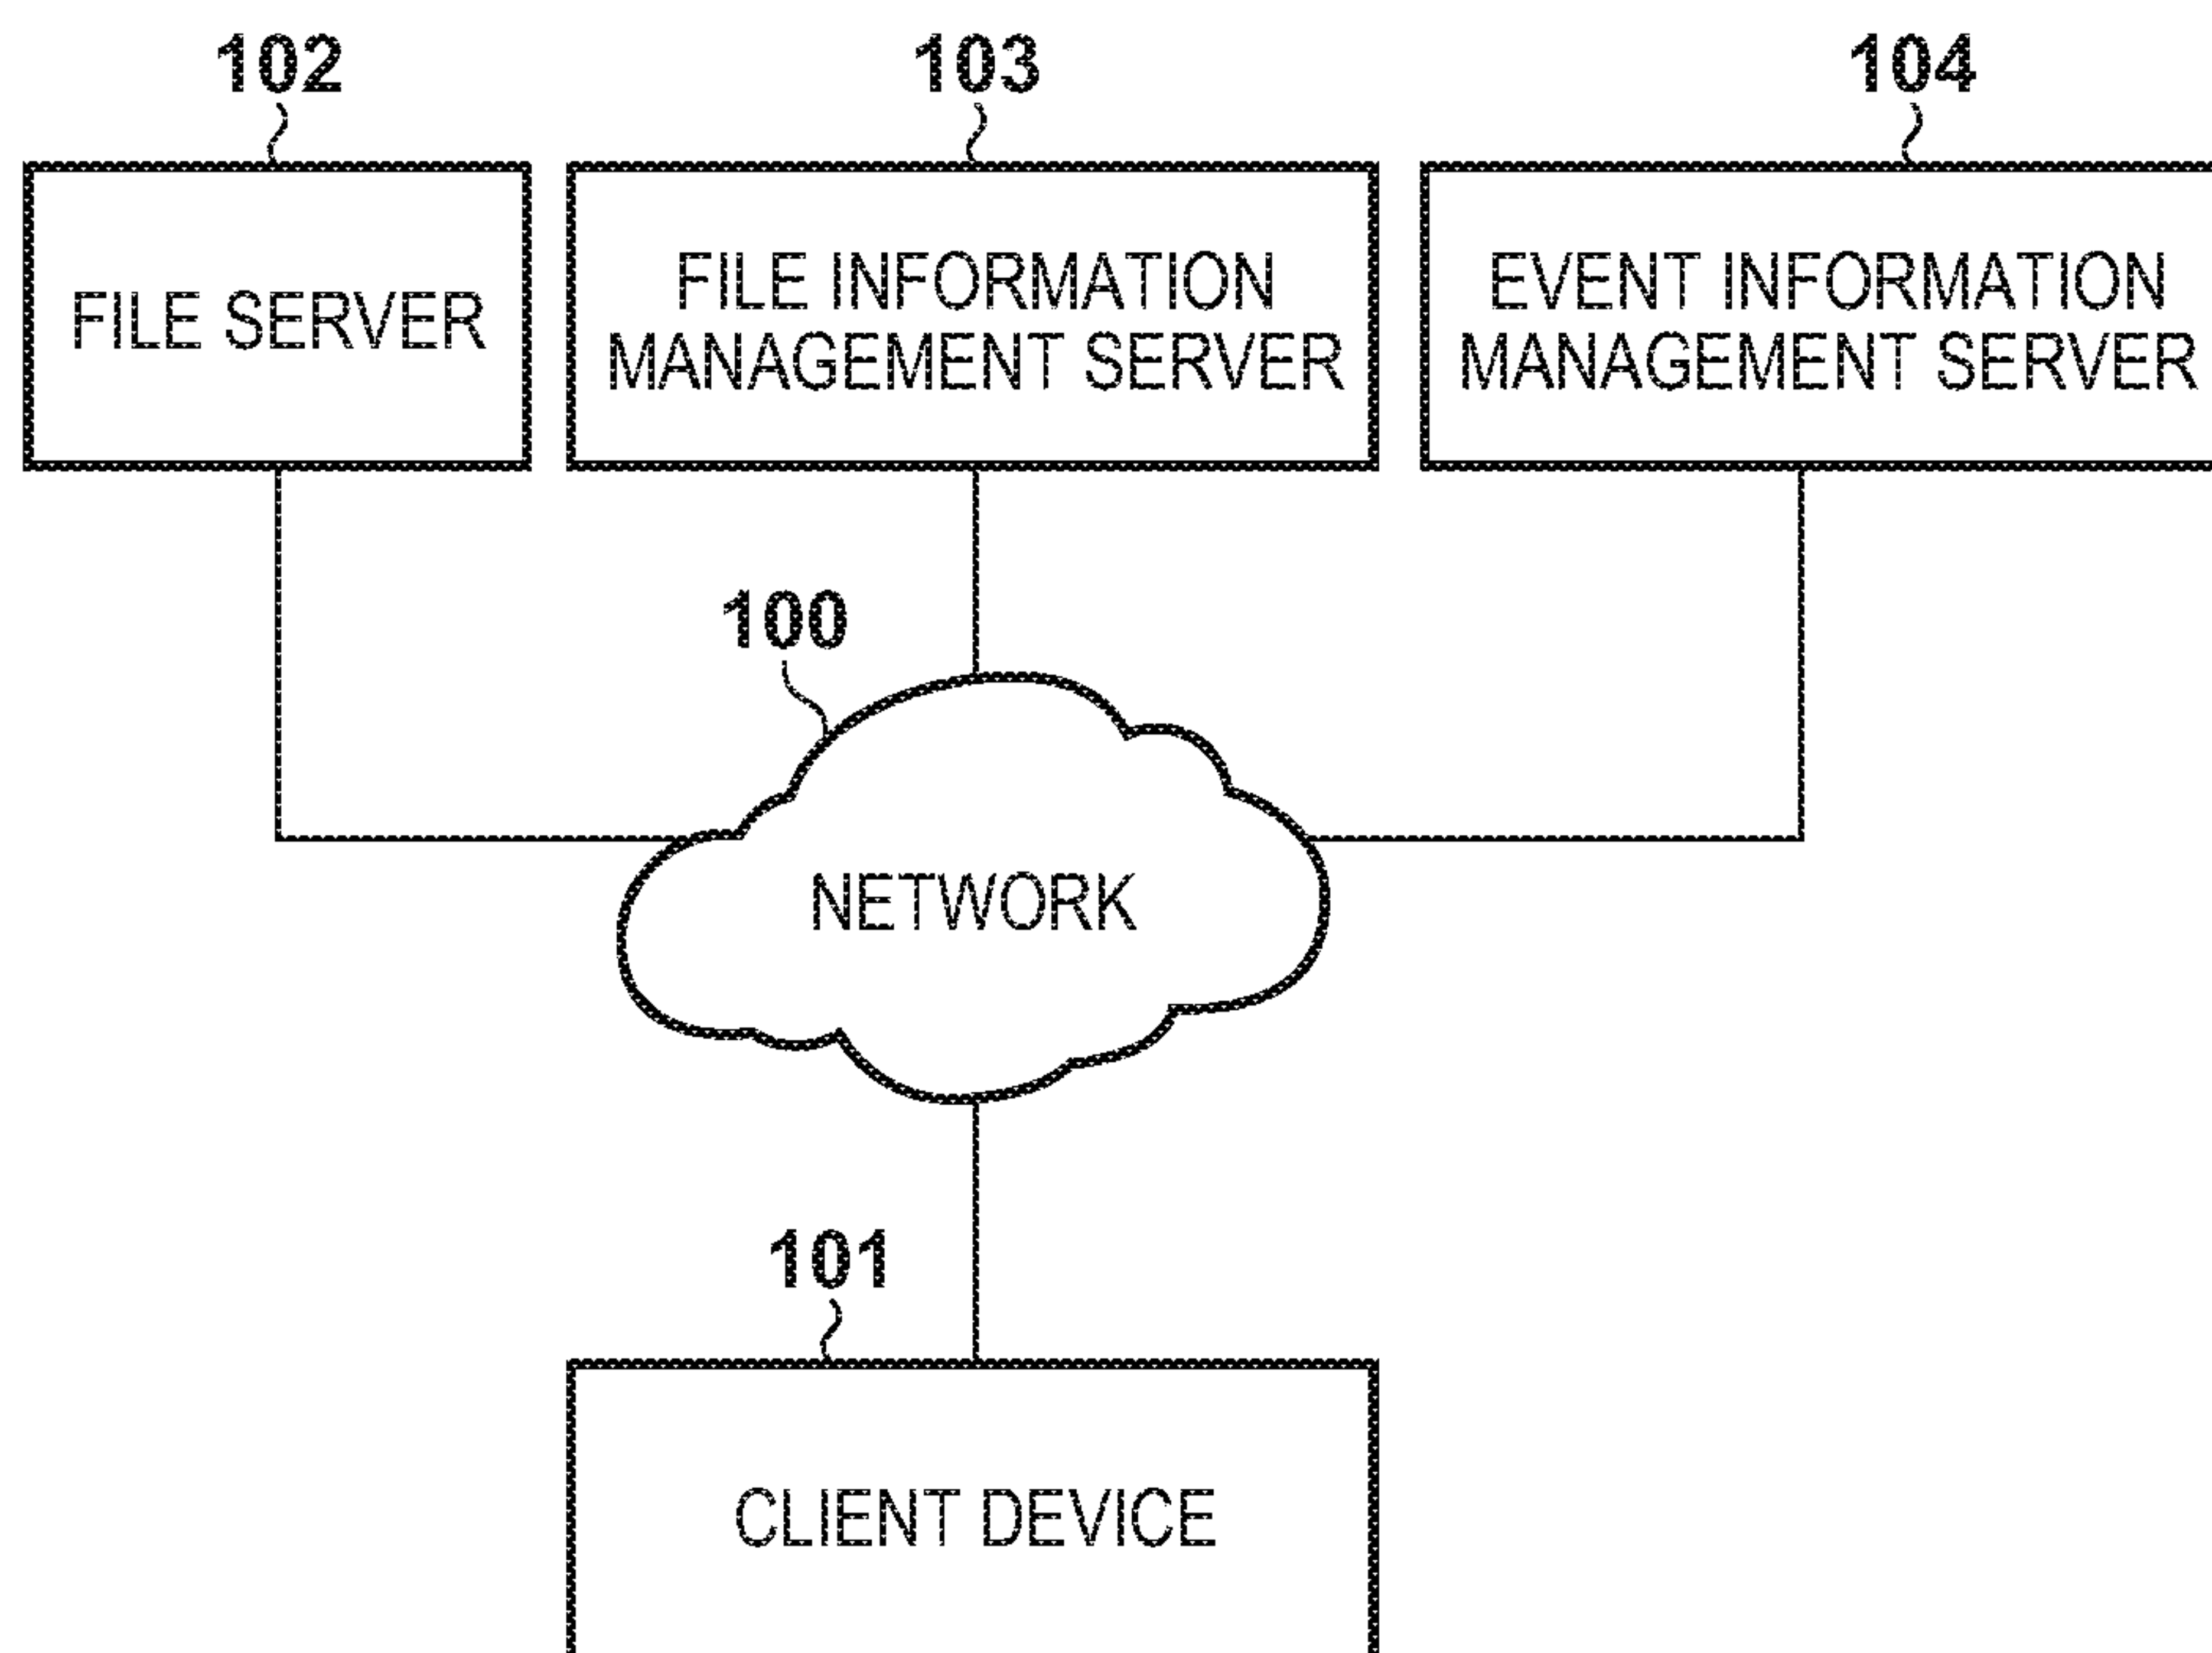 102
103
104
FILE SERVER
FILE INFORMATION
MANAGEMENT SERVER
EVENT INFORMATION
MANAGEMENT SERVER
100
NETWORK
101
CLIENT DEVICE